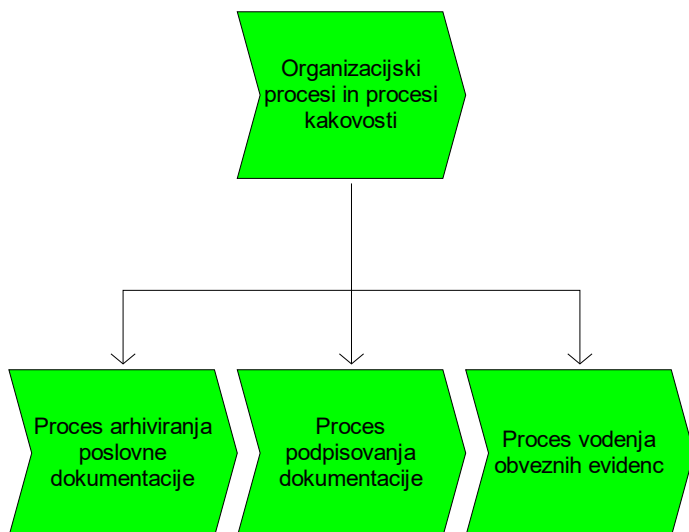 Organizacijski
procesi in procesi
kakovosti
Proces arhiviranja
poslovne
dokumentacije
Proces
podpisovanja
dokumentacije
Proces vodenja
obveznih evidenc